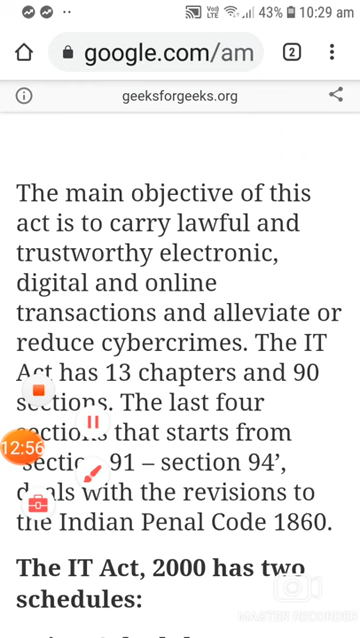 43% 10:29 am
google.com/am 2
geeksforgeeks.org
The main objective of this
act is to carry lawful and
trustworthy electronic,
digital and online
transactions and alleviate or
reduce cybercrimes. The IT
Act has 13 chapters and 90
sections. The last four
sections that starts from
‘section 91 – section 94’,
deals with the revisions to
the Indian Penal Code 1860.
12:56
The IT Act, 2000 has two
schedules:
MASTER RECORDER